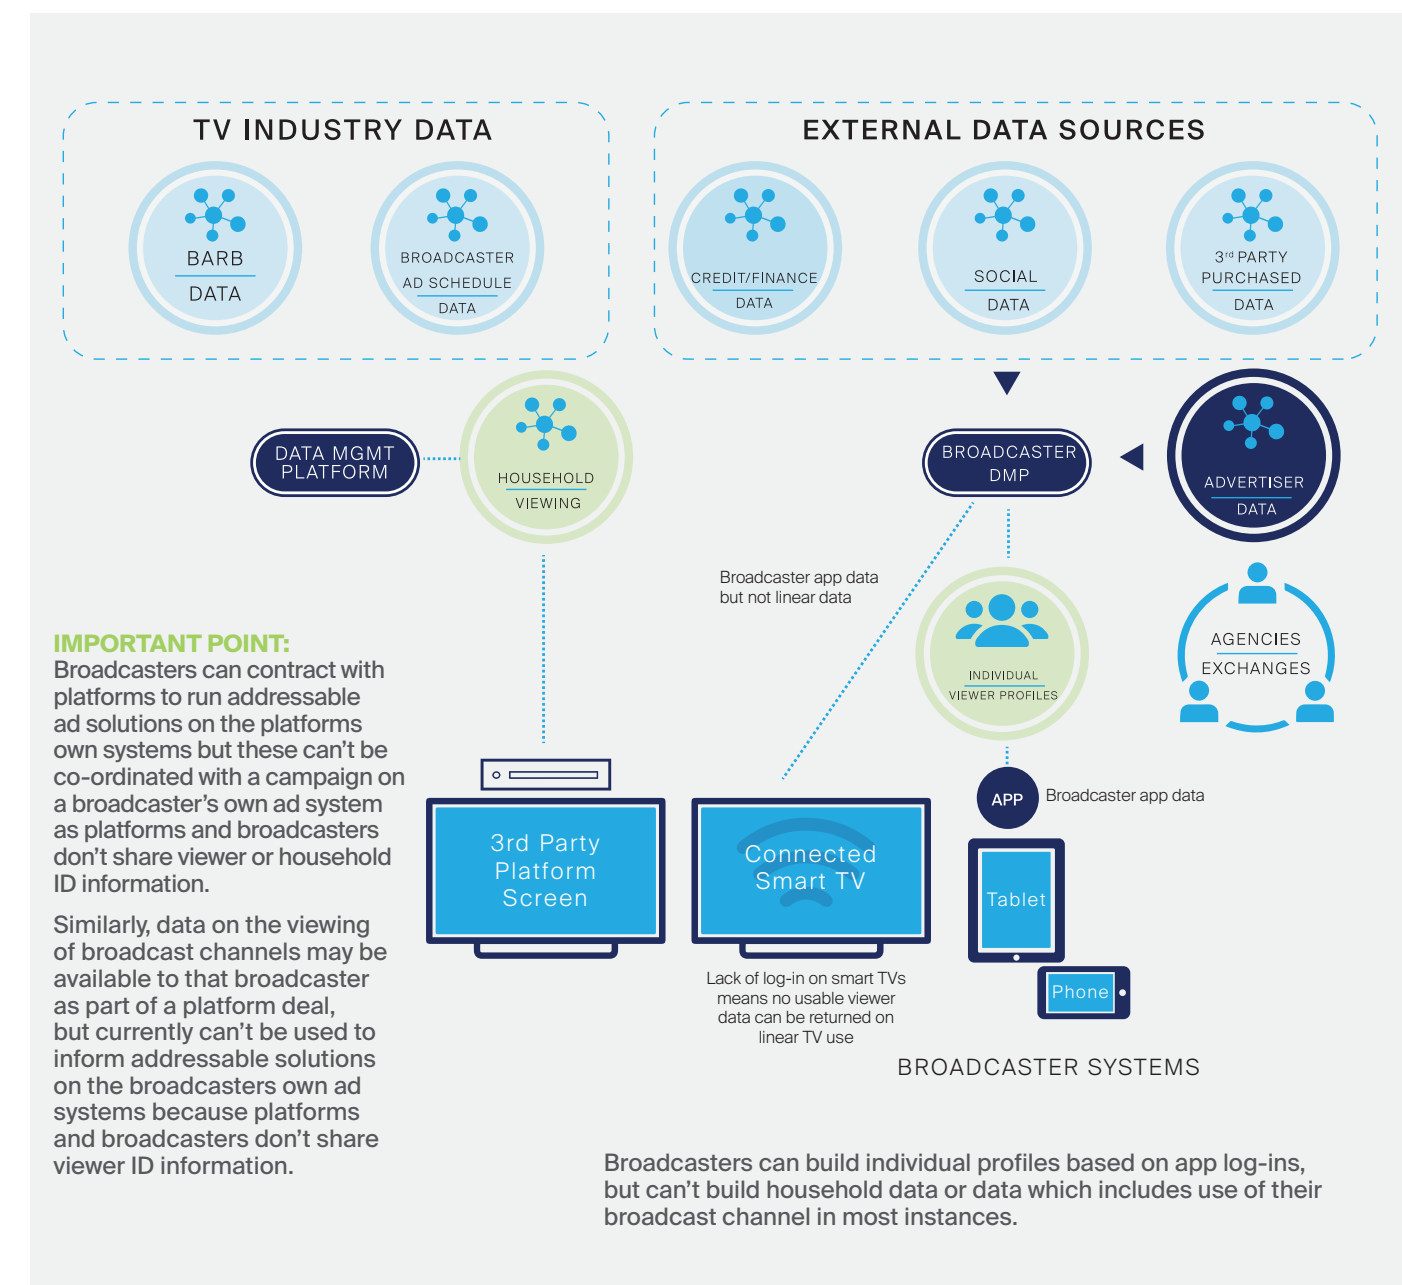 TV INDUSTRY DATA
BARB
DATA
BROADCASTER
AD SCHEDULE
DATA
EXTERNAL DATA SOURCES
CREDIT/FINANCE
DATA
SOCIAL
DATA
3rd PARTY
PURCHASED
DATA
DATA MGMT
PLATFORM
HOUSEHOLD
VIEWING
BROADCASTER
DMP
ADVERTISER
DATA
Broadcaster app data
but not linear data
INDIVIDUAL
VIEWER PROFILES
AGENCIES
EXCHANGES
IMPORTANT POINT:
Broadcasters can contract with
platforms to run addressable
ad solutions on the platforms
own systems but these can’t be
co-ordinated with a campaign on
a broadcaster’s own ad system
as platforms and broadcasters
don’t share viewer or household
ID information.
Similarly, data on the viewing
of broadcast channels may be
available to that broadcaster
as part of a platform deal,
but currently can’t be used to
inform addressable solutions
on the broadcasters own ad
systems because platforms
and broadcasters don’t share
viewer ID information.
3rd Party
Platform
Screen
Connected
Smart TV
Lack of log-in on smart TVs
means no usable viewer
data can be returned on
linear TV use
APP
Broadcaster app data
Tablet
Phone
BROADCASTER SYSTEMS
Broadcasters can build individual profiles based on app log-ins,
but can’t build household data or data which includes use of their
broadcast channel in most instances.